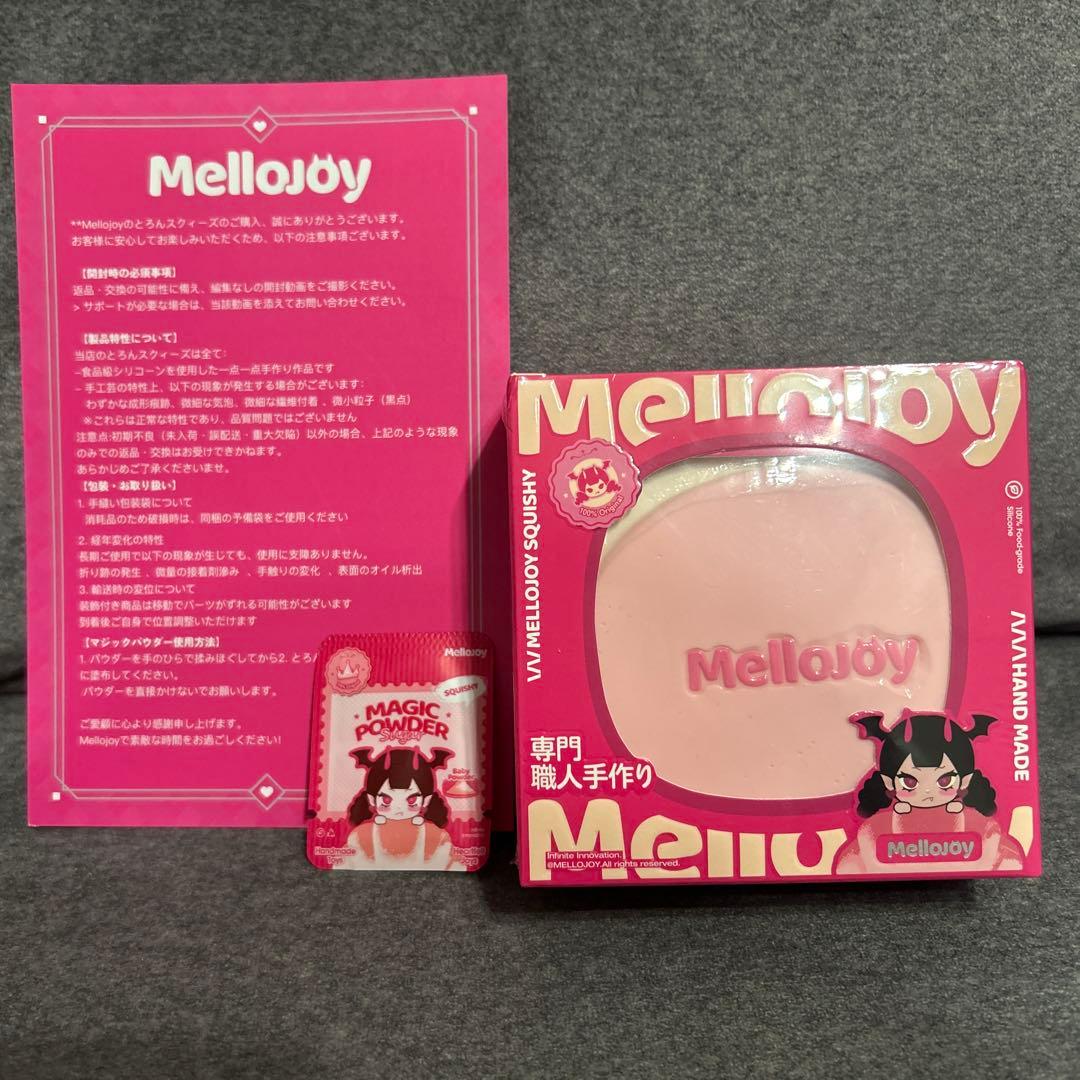 Mellojoy
**Mellojoyのとろんスクィーズのご購入、誠にありがとうございます。
お客様に安心してお楽しみいただくため、以下の注意事項ございます。
【開封時の必須事項】
返品・交換の可能性に備え、編集なしの開封動画をご撮影ください。
> サポートが必要な場合は、当該動画を添えてお問い合わせください。
【製品特性について】
当店のとろんスクィーズは全て:
–食品級シリコーンを使用した一点一点手作り作品です
– 手工芸の特性上、以下の現象が発生する場合がございます:
わずかな成形痕跡、微細な気泡、微細な繊維付着 、微小粒子（黒点）
※これらは正常な特性であり、品質問題ではございません
注意点:初期不良（未入荷・誤配送・重大欠陥）以外の場合、上記のような現象
のみでの返品・交換はお受けできかねます。
あらかじめご了承くださいませ。
【包装・お取り扱い】
1. 手縫い包装袋について
消耗品のため破損時は、同梱の予備袋をご使用ください
2. 経年変化の特性
長期ご使用で以下の現象が生じても、使用に支障ありません。
折り跡の発生 、微量の接着剤滲み 、手触りの変化 、表面のオイル析出
3. 輸送時の変位について
装飾付き商品は移動でパーツがずれる可能性がございます
到着後ご自身で位置調整いただけます
【マジックパウダー使用方法】
1. パウダーを手のひらで揉みほぐしてから2. とろん
に塗布してください。
パウダーを直接かけないでお願いします。
ご愛顧に心より感謝申し上げます。
Mellojoyで素敵な時間をお過ごしください!
Mellojoy
SQUISHY
MAGIC
POWDER
Baby
Powder
Handmade
Toys
Mellojoy
100% Original
MELLOJOY SQUISHY
100% Food-grade
Silicone
Mellojoy
HAND MADE
専門
職人手作り
Mellojoy
Infinite Innovation.
@MELLOJOY.All rights reserved.